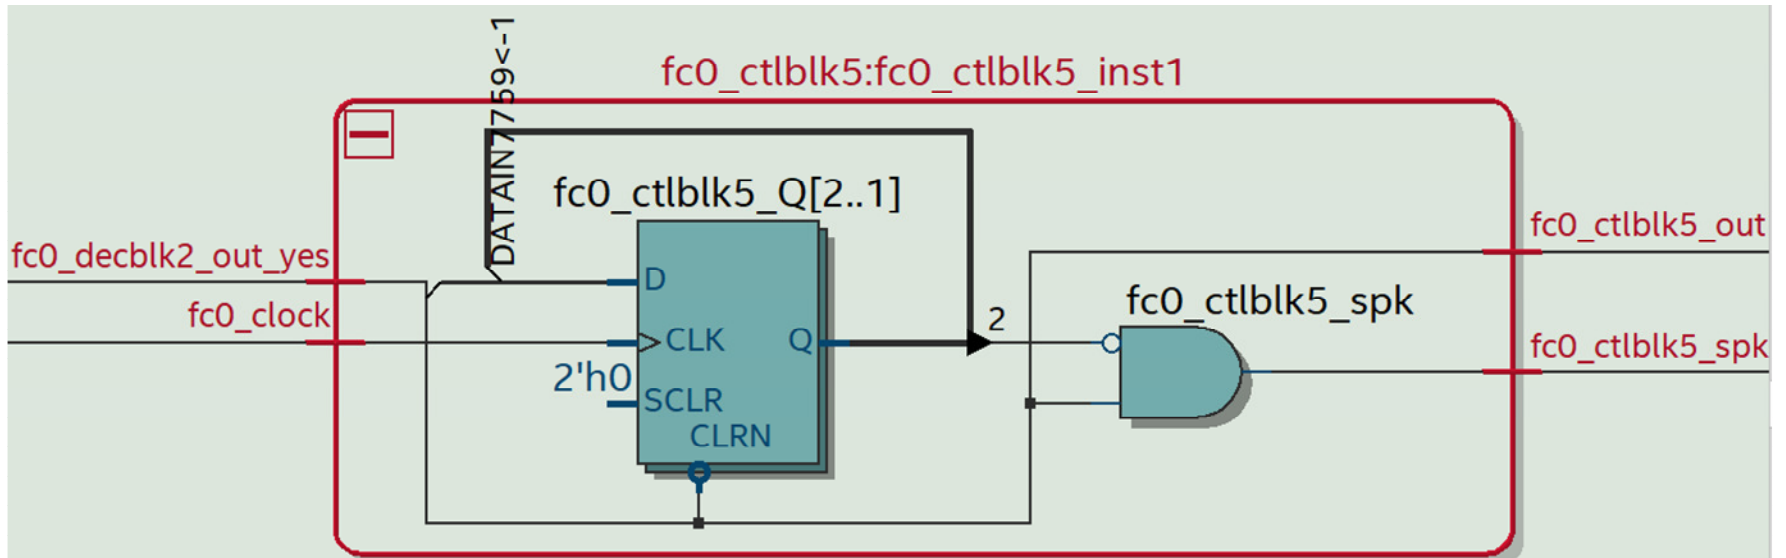 fc0_ctlblk5:fc0_ctlblk5_inst1
DATAIN7759<-1
fc0_ctlblk5_Q[2..1]
fc0_decblk2_out_yes
fc0_clock
D
CLK
Q
2'h0
SCLR
CLRN
2
fc0_ctlblk5_spk
fc0_ctlblk5_out
fc0_ctlblk5_spk